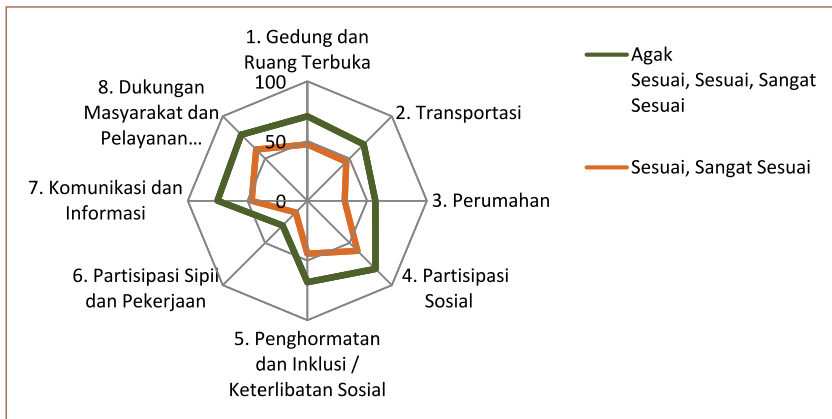 1. Gedung dan
Ruang Terbuka
100
50
0
2. Transportasi
3. Perumahan
4. Partisipasi
Sosial
5. Penghormatan
dan Inklusi /
Keterlibatan Sosial
6. Partisipasi Sipil
dan Pekerjaan
7. Komunikasi dan
Informasi
8. Dukungan
Masyarakat dan
Pelayanan...
Agak
Sesuai, Sesuai, Sangat
Sesuai
Sesuai, Sangat Sesuai